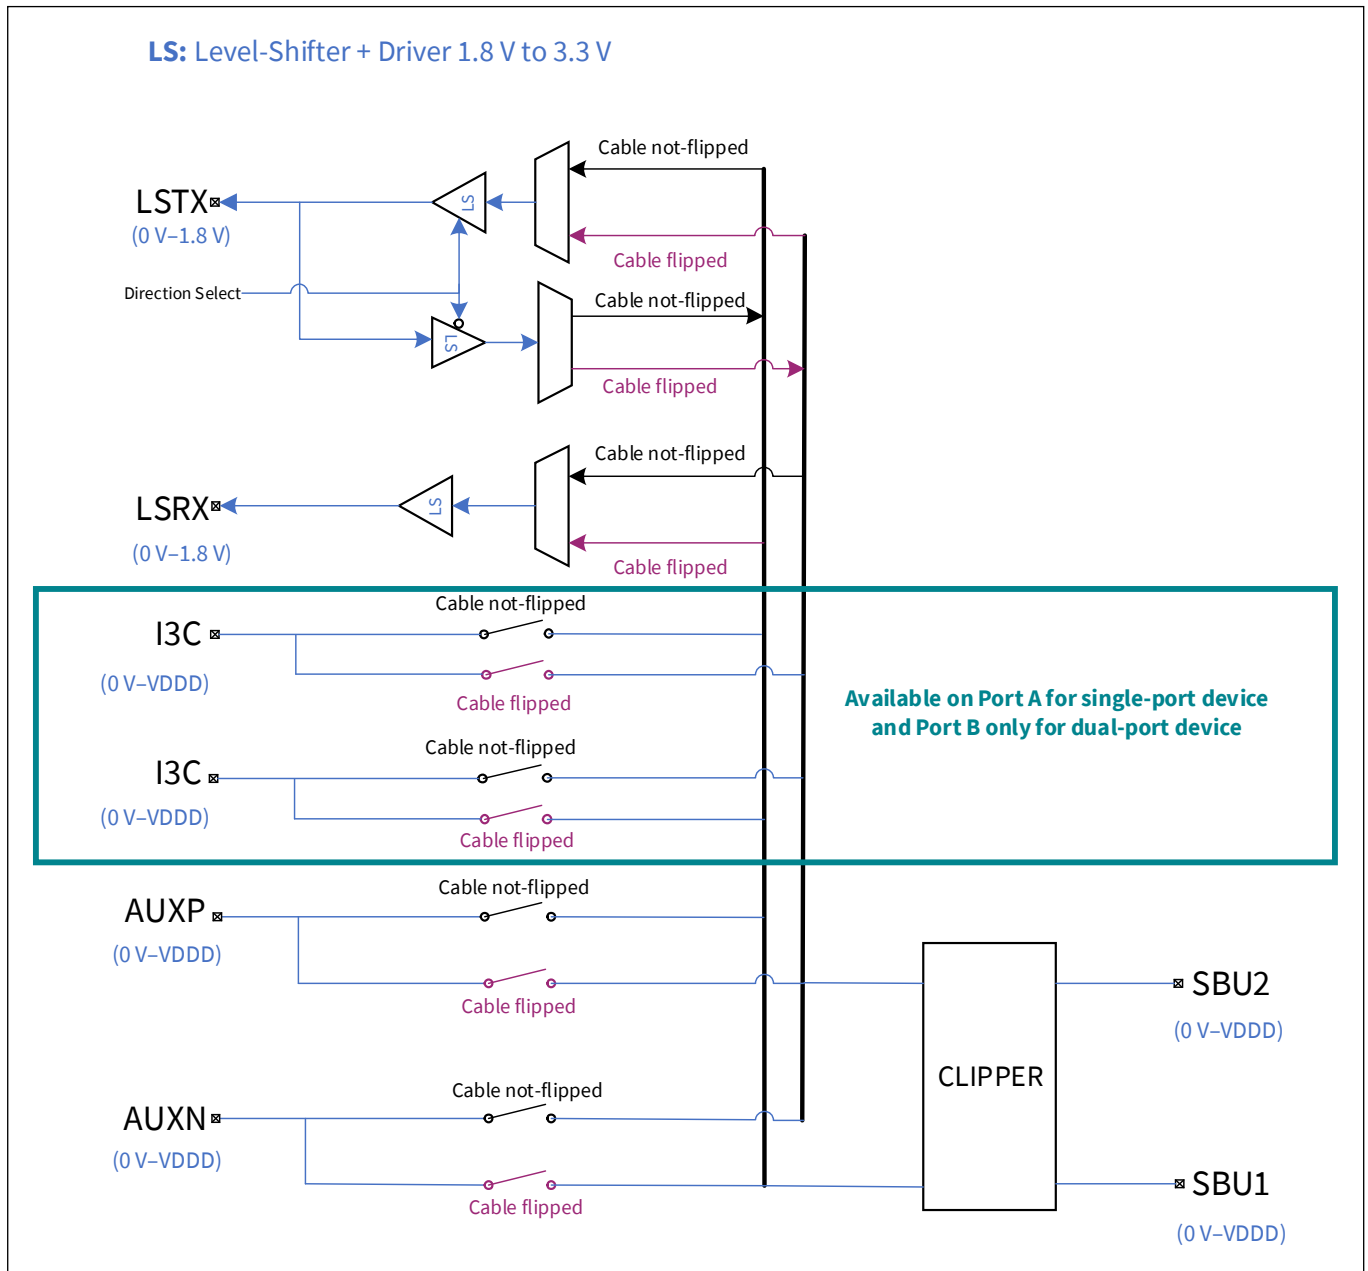 LS: Level-Shifter + Driver 1.8 V to 3.3 V
Cable not-flipped
LSTX
LS
(0 V–1.8 V)
Cable flipped
Direction Select
Cable not-flipped
LS
Cable flipped
Cable not-flipped
LSRX
LS
(0 V–1.8 V)
Cable flipped
Cable not-flipped
I3C
(0 V–VDDD)
Cable flipped
Available on Port A for single-port device
and Port B only for dual-port device
Cable not-flipped
I3C
(0 V–VDDD)
Cable flipped
Cable not-flipped
AUXP
(0 V–VDDD)
Cable flipped
SBU2
(0 V–VDDD)
CLIPPER
Cable not-flipped
AUXN
(0 V–VDDD)
Cable flipped
SBU1
(0 V–VDDD)